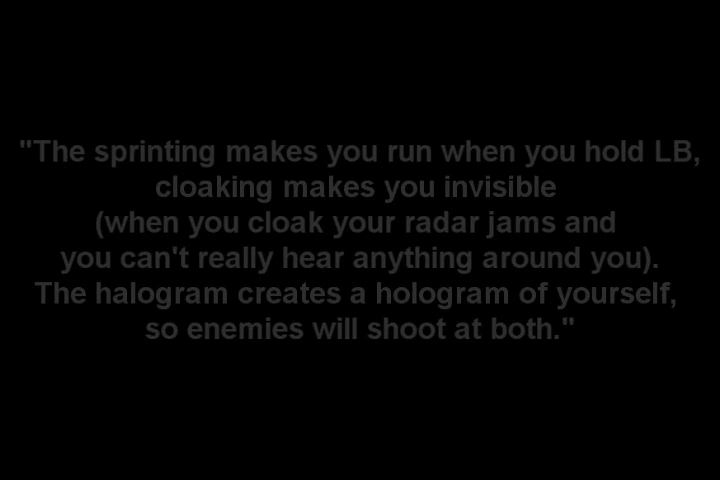 "The sprinting makes you run when you hold LB,
cloaking makes you invisible
(when you cloak your radar jams and
you can't really hear anything around you).
The halogram creates a hologram of yourself,
so enemies will shoot at both."